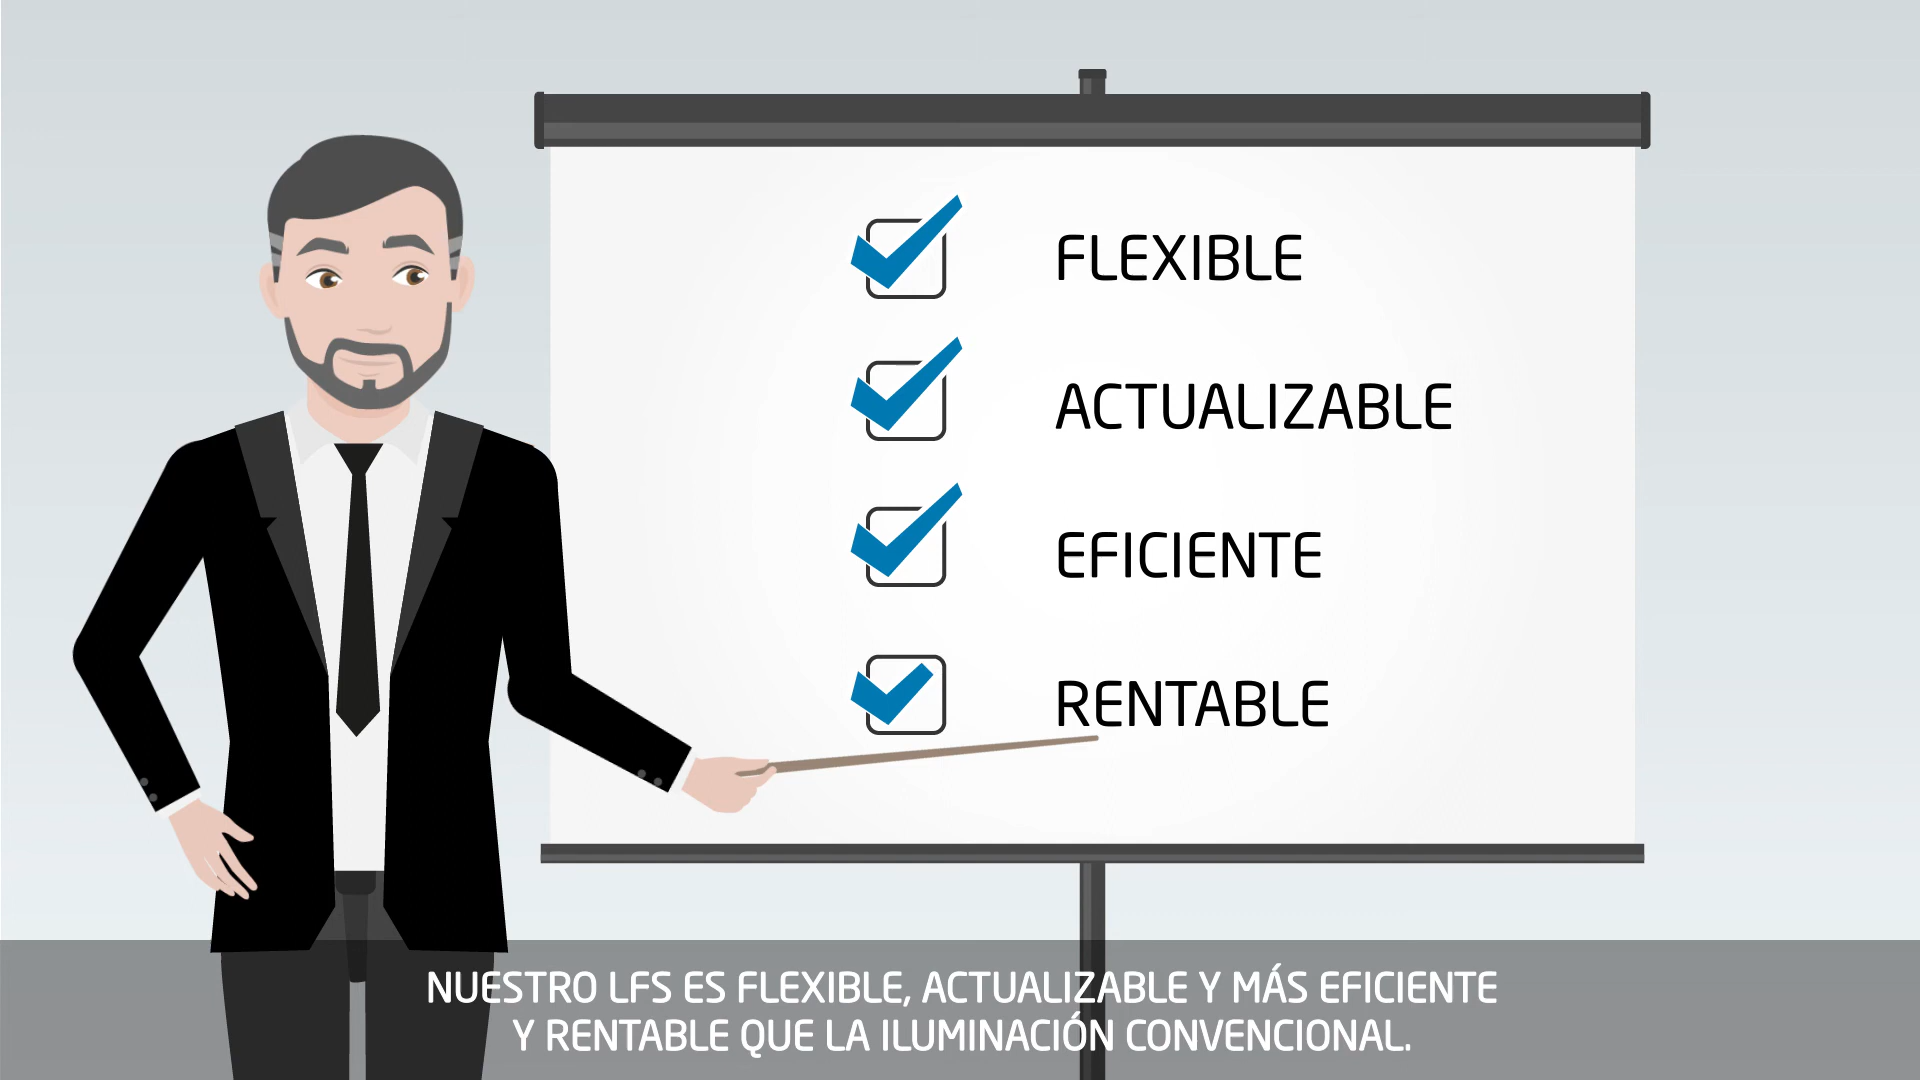 FLEXIBLE
ACTUALIZABLE
EFICIENTE
RENTABLE
NUESTRO LFS ES FLEXIBLE, ACTUALIZABLE Y MÁS EFICIENTE
Y RENTABLE QUE LA ILUMINACIÓN CONVENCIONAL.